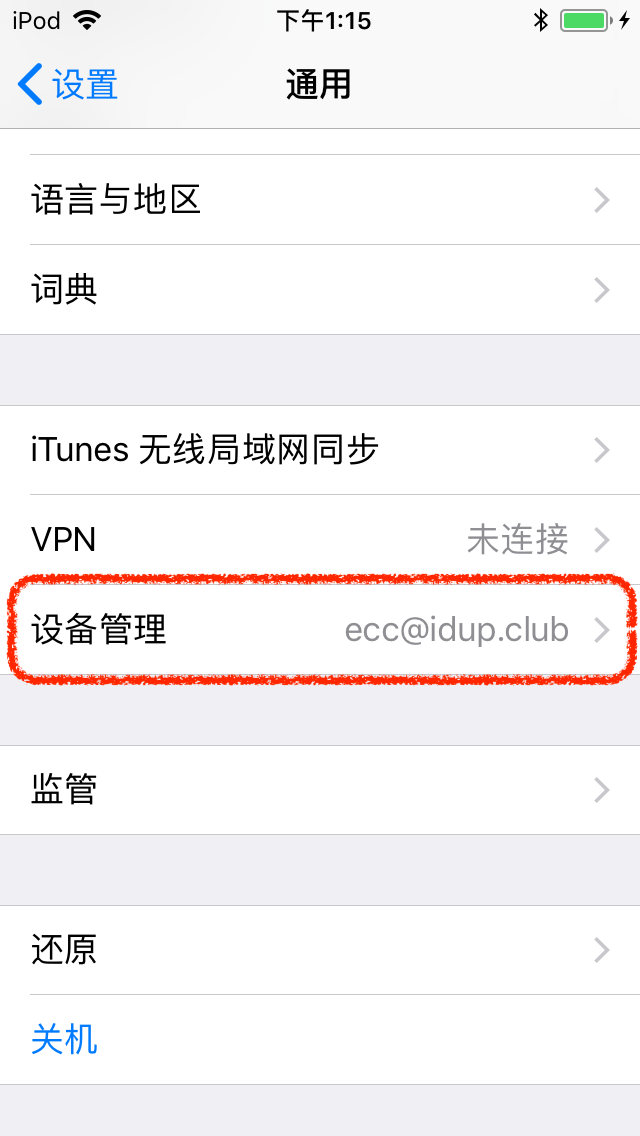 iPod 下午1:15
设置 通用
语言与地区
词典
iTunes 无线局域网同步
VPN 未连接
设备管理 ecc@idup.club
监管
还原
关机